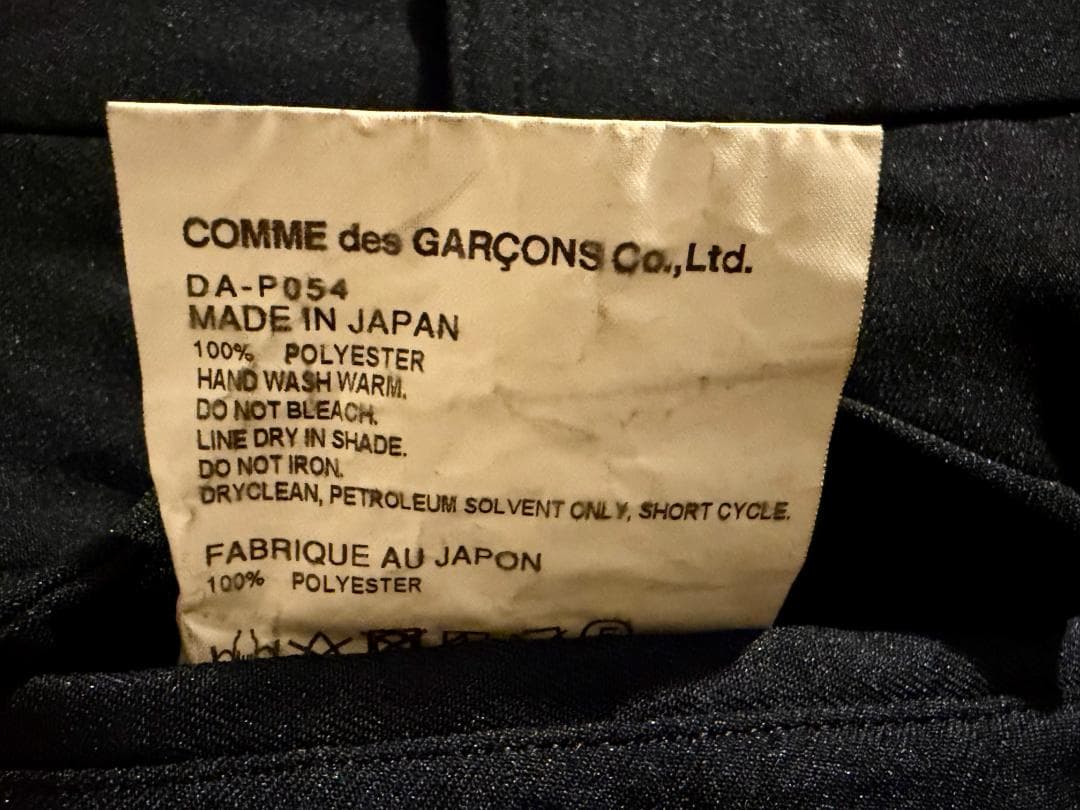 COMME des GARÇONS Co.,Ltd.
DA-P054
MADE IN JAPAN
100% POLYESTER
HAND WASH WARM.
DO NOT BLEACH.
LINE DRY IN SHADE.
DO NOT IRON.
DRYCLEAN, PETROLEUM SOLVENT ONLY, SHORT CYCLE.
FABRIQUE AU JAPON
100% POLYESTER